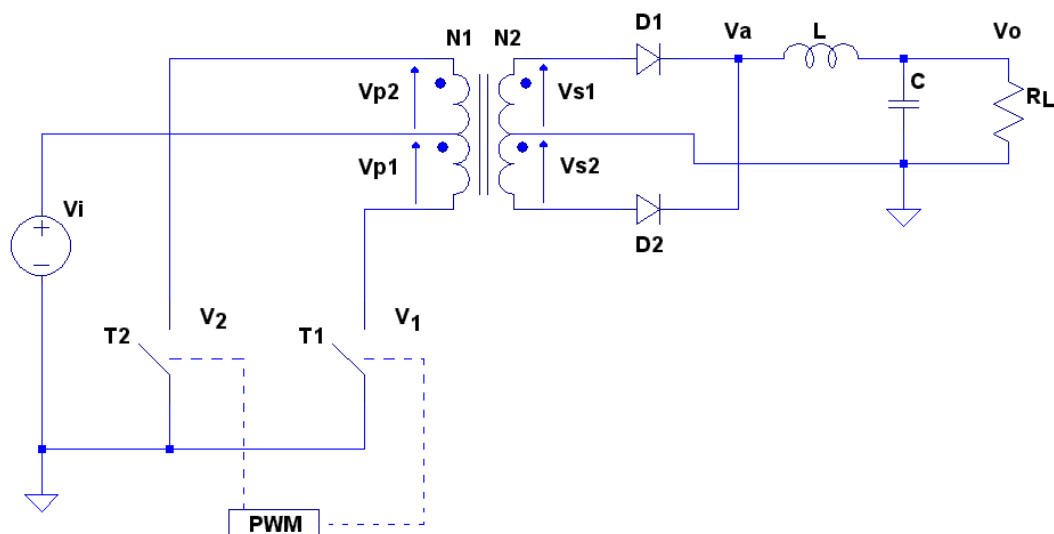 D1
N1 N2
Va
L
Vo
Vp2
Vs1
C
RL
Vp1
Vs2
Vi
+
−
D2
T2
V2
T1
V1
PWM